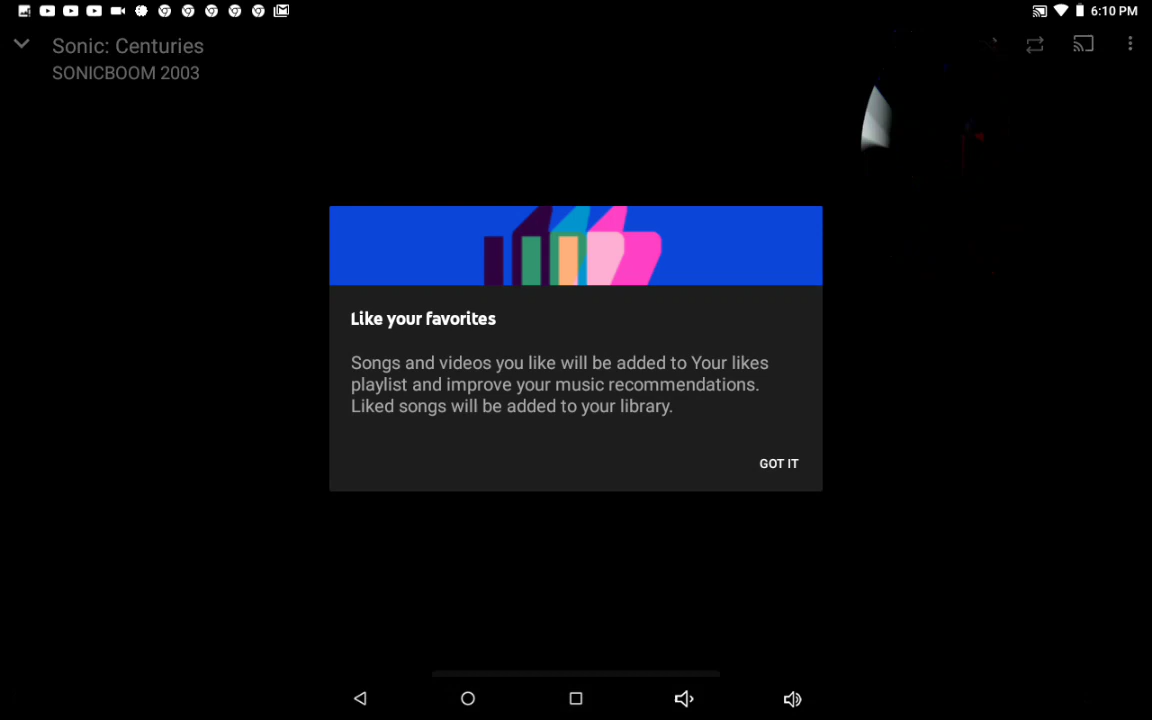 6:10 PM
Sonic: Centuries
SONICBOOM 2003
Like your favorites
Songs and videos you like will be added to Your likes
playlist and improve your music recommendations.
Liked songs will be added to your library.
GOT IT